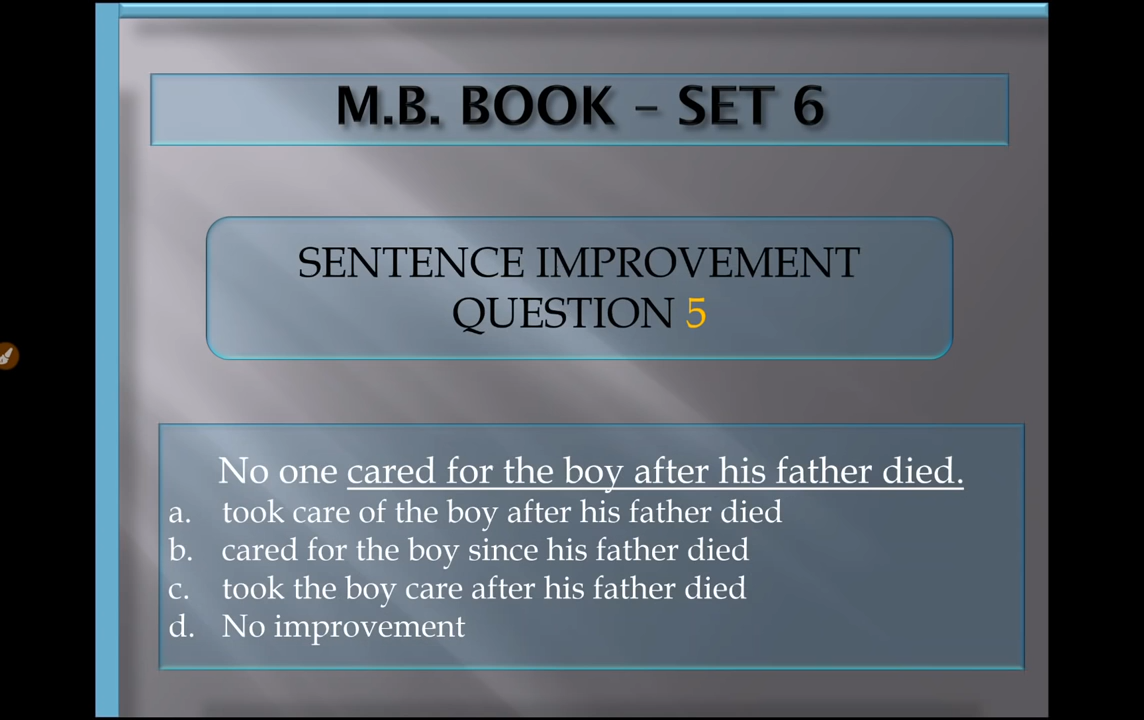 M.B. BOOK – SET 6
SENTENCE IMPROVEMENT
QUESTION 5
No one cared for the boy after his father died.
a. took care of the boy after his father died
b. cared for the boy since his father died
c. took the boy care after his father died
d. No improvement